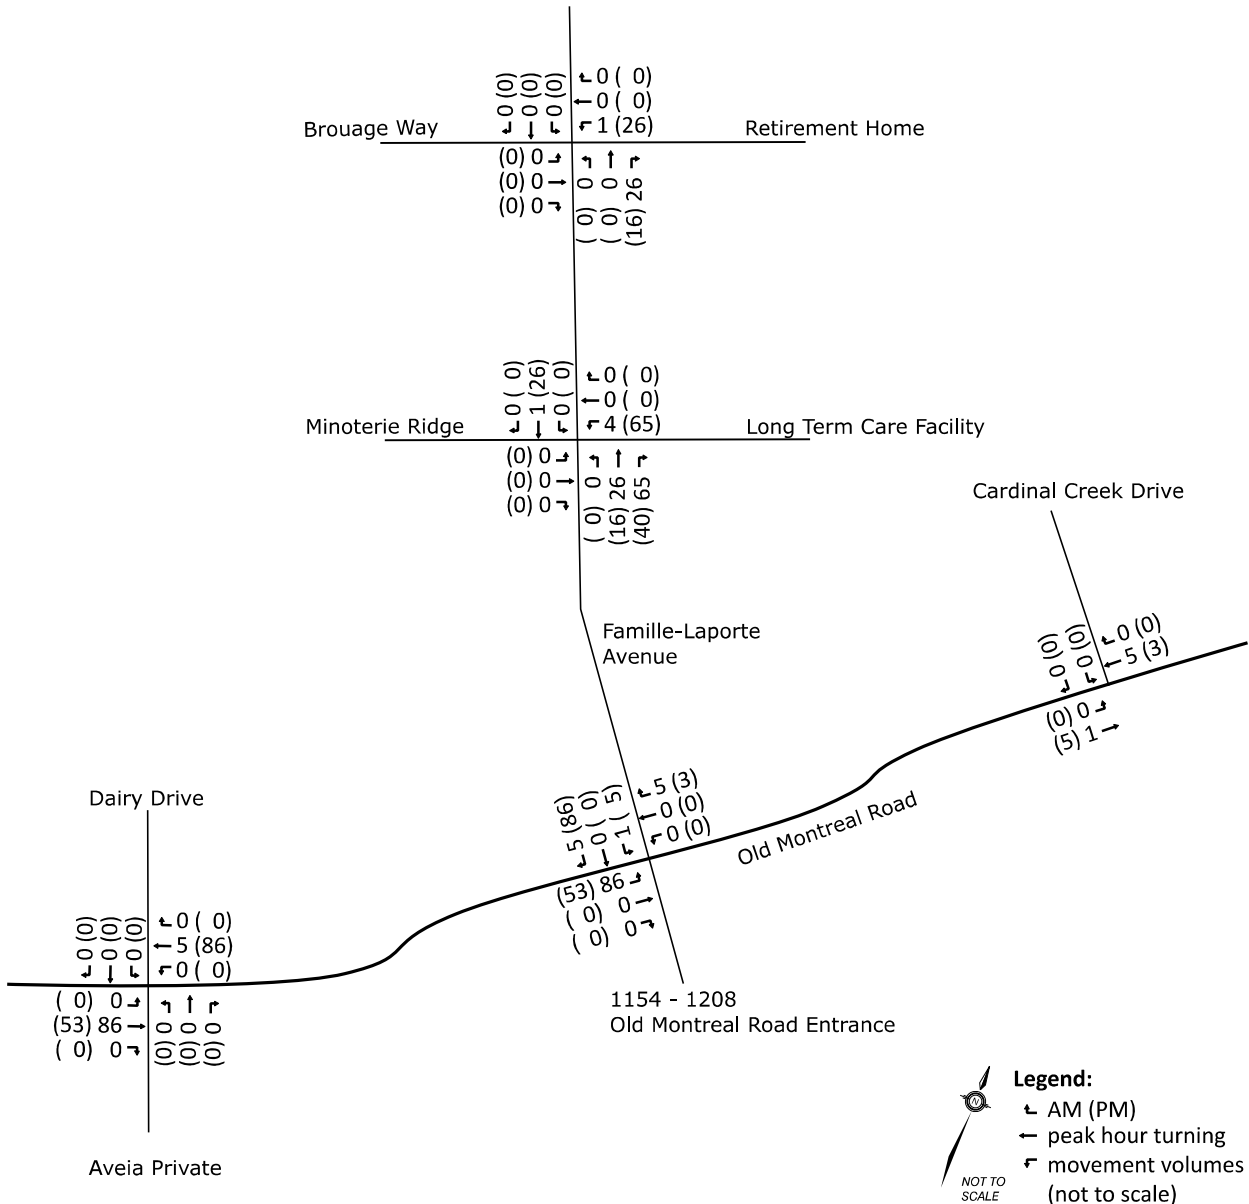 0 (0)
0 (0)
0 (0)
0 ( 0)
0 ( 0)
1 (26)
Brouage Way
Retirement Home
(0) 0
(0) 0
(0) 0
( 0) 0
( 0) 0
(16) 26
0 ( 0)
1 (26)
0 ( 0)
0 ( 0)
0 ( 0)
4 (65)
Minoterie Ridge
Long Term Care Facility
(0) 0
(0) 0
(0) 0
( 0) 0
(16) 26
(40) 65
Cardinal Creek Drive
Famille-Laporte
Avenue
0 (0)
0 (0)
0 (0)
5 (3)
(0) 0
(5) 1
5 (86)
0 ( 0)
1 ( 5)
5 (3)
0 (0)
0 (0)
Dairy Drive
Old Montreal Road
(53) 86
( 0) 0
( 0) 0
0 (0)
0 (0)
0 (0)
0 ( 0)
5 (86)
0 ( 0)
( 0) 0
(53) 86
( 0) 0
(0) 0
(0) 0
(0) 0
1154 - 1208
Old Montreal Road Entrance
Aveia Private
N
NOT TO
SCALE
Legend:
AM (PM)
peak hour turning
movement volumes
(not to scale)